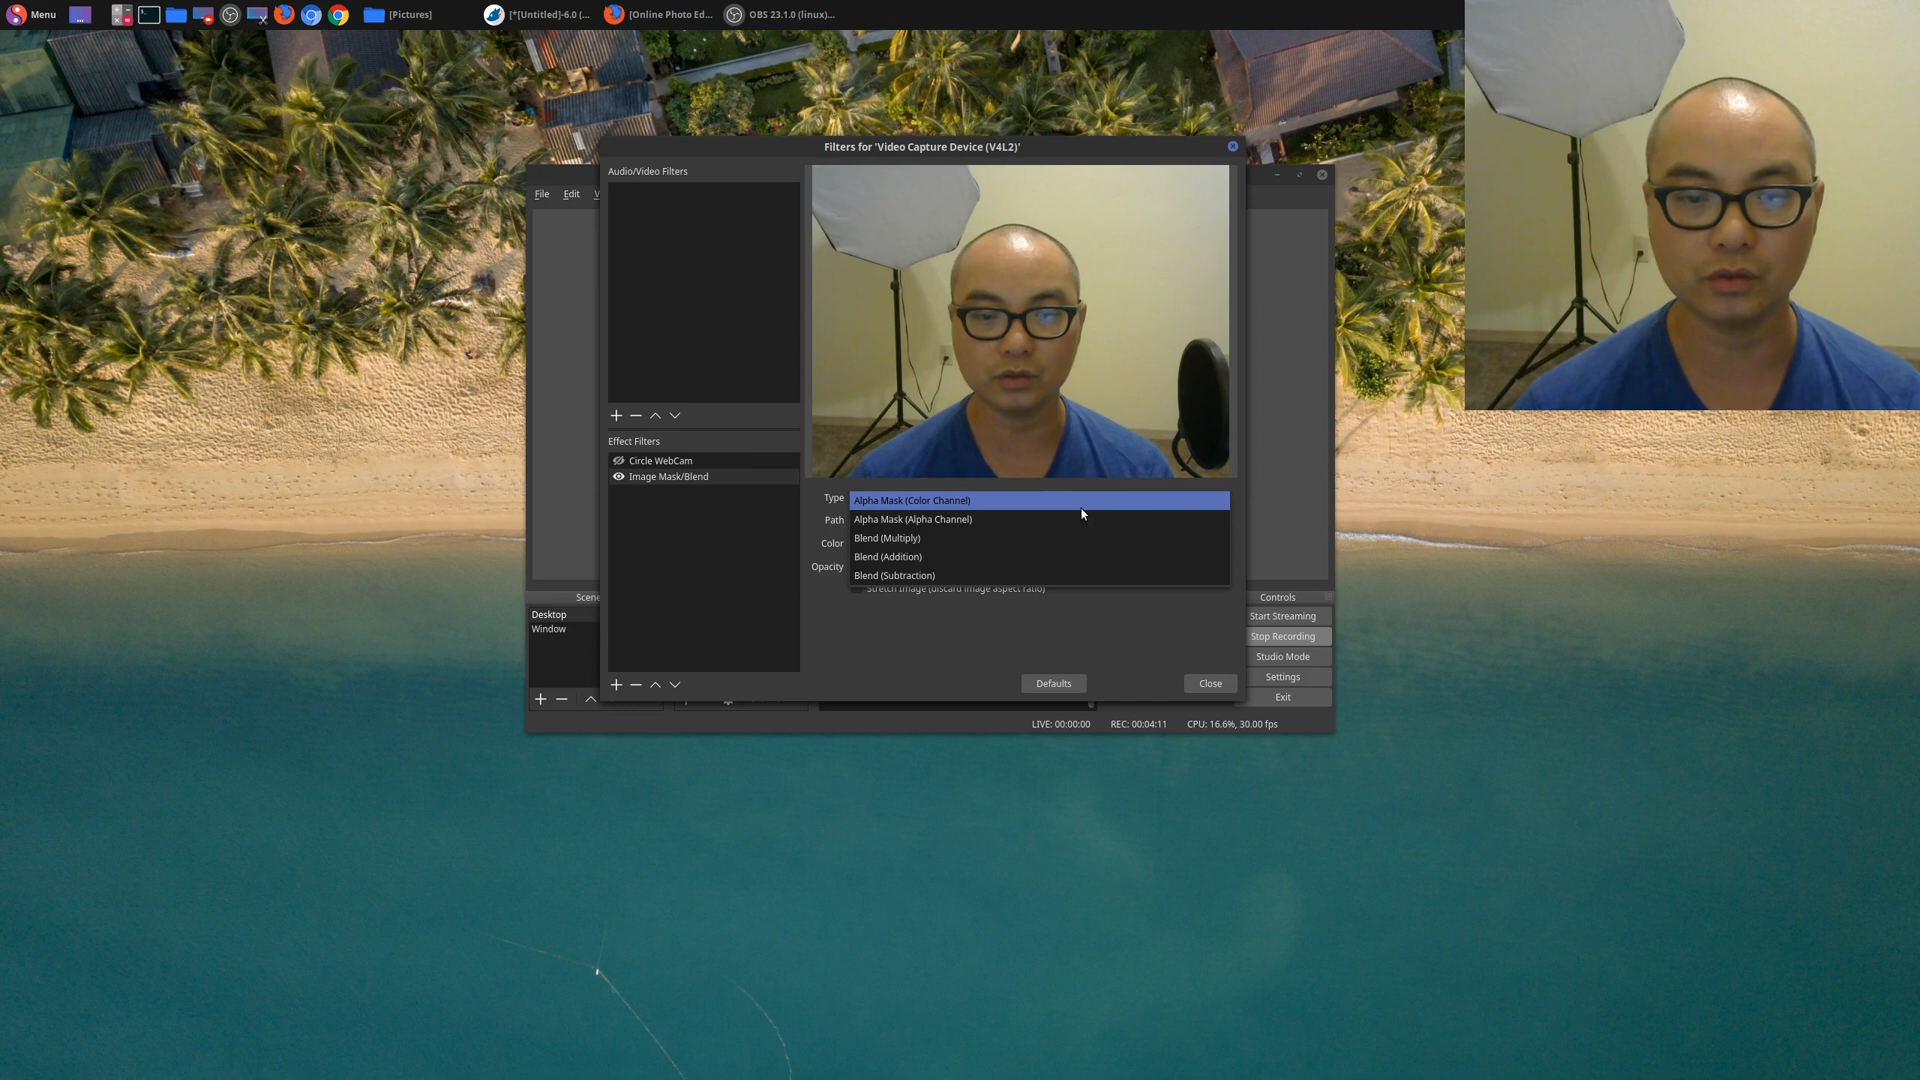 Menu
[Pictures]
[*[Untitled]-6.0 (...
[Online Photo Ed...
OBS 23.1.0 (linux)...
Filters for 'Video Capture Device (V4L2)'
Audio/Video Filters
File Edit V
Effect Filters
Circle WebCam
Image Mask/Blend
Type
Alpha Mask (Color Channel)
Path
Alpha Mask (Alpha Channel)
Color
Blend (Multiply)
Blend (Addition)
Opacity
Blend (Subtraction)
Stretch Image (discard image aspect ratio)
Scene
Controls
Desktop
Window
Start Streaming
Stop Recording
Studio Mode
Settings
Exit
Defaults
Close
LIVE: 00:00:00
REC: 00:04:11
CPU: 16.6%, 30.00 fps